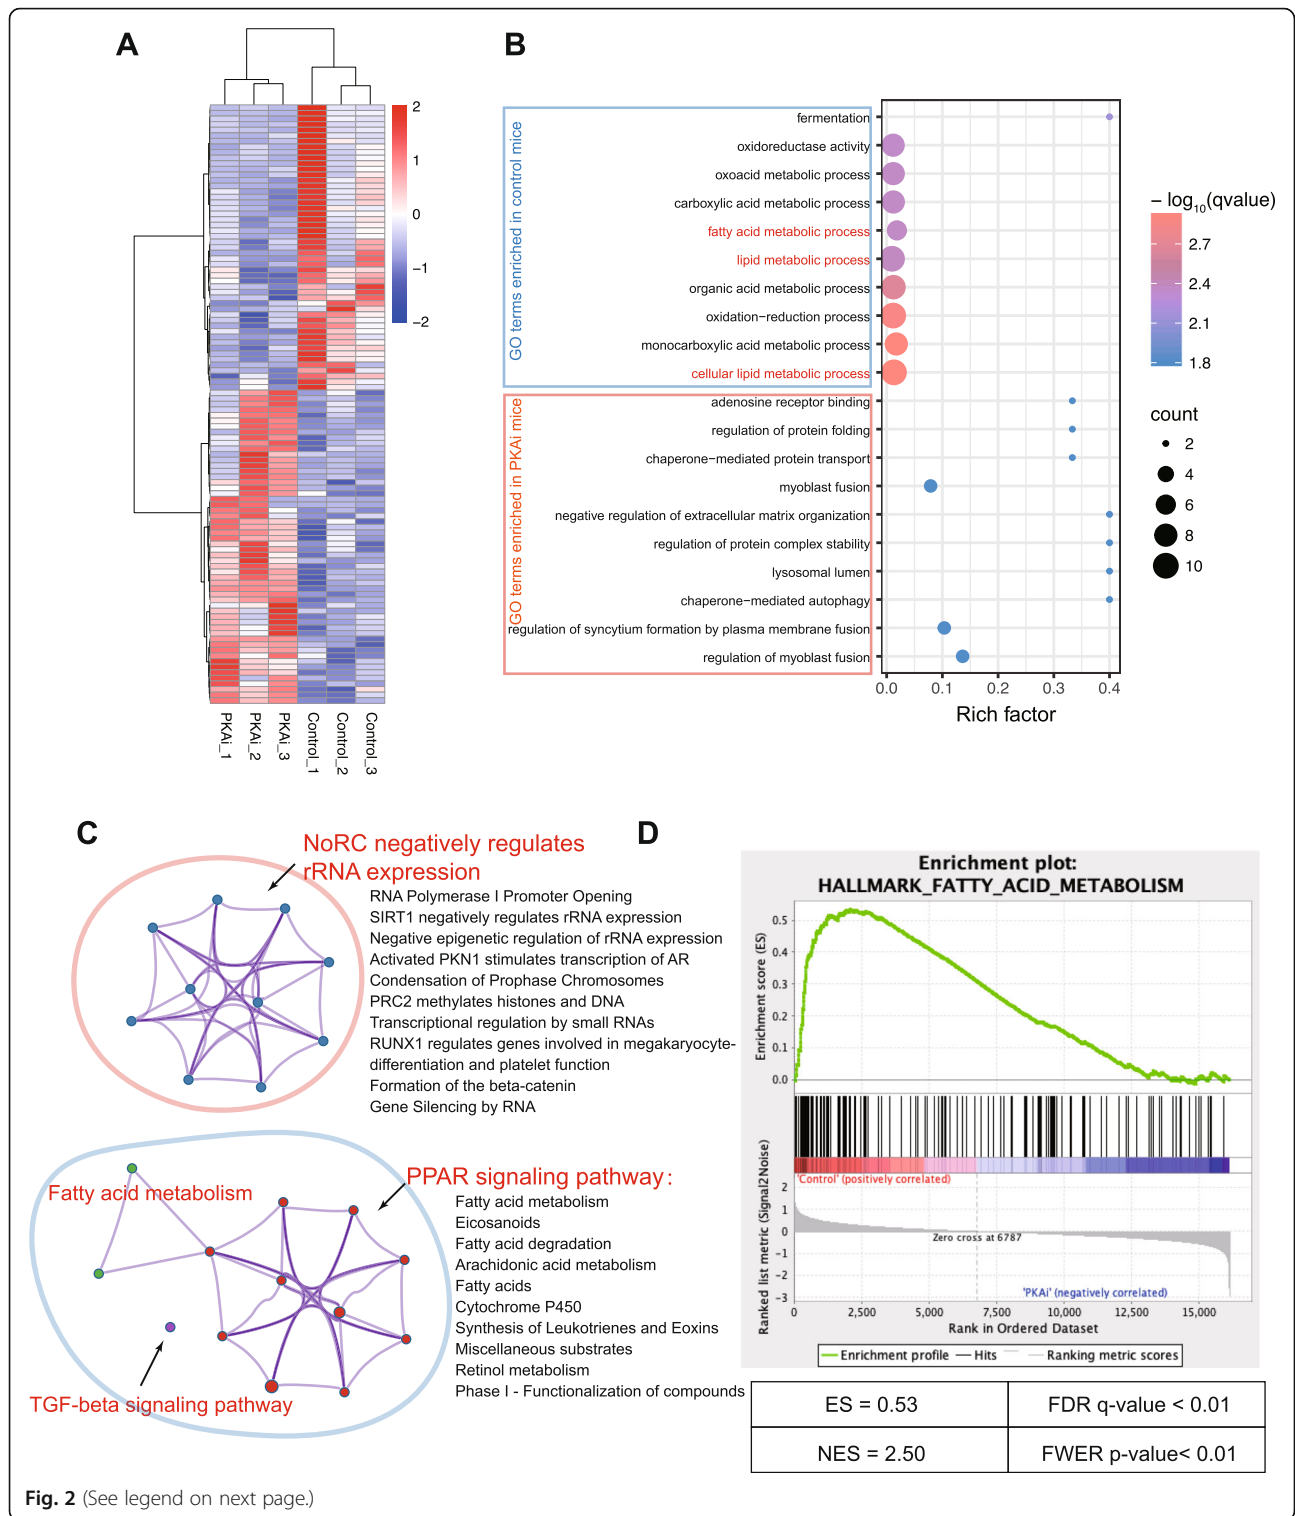 A
2
1
0
−1
−2
PKAi_1
PKAi_2
PKAi_3
Control_1
Control_2
Control_3
B
GO terms enriched in control mice
fermentation
oxidoreductase activity
oxoacid metabolic process
carboxylic acid metabolic process
fatty acid metabolic process
lipid metabolic process
organic acid metabolic process
oxidation−reduction process
monocarboxylic acid metabolic process
cellular lipid metabolic process
GO terms enriched in PKAi mice
adenosine receptor binding
regulation of protein folding
chaperone−mediated protein transport
myoblast fusion
negative regulation of extracellular matrix organization
regulation of protein complex stability
lysosomal lumen
chaperone−mediated autophagy
regulation of syncytium formation by plasma membrane fusion
regulation of myoblast fusion
0.0 0.1 0.2 0.3 0.4
Rich factor
− log10(qvalue)
2.7
2.4
2.1
1.8
count
2
4
6
8
10
C
NoRC negatively regulates
rRNA expression
RNA Polymerase I Promoter Opening
SIRT1 negatively regulates rRNA expression
Negative epigenetic regulation of rRNA expression
Activated PKN1 stimulates transcription of AR
Condensation of Prophase Chromosomes
PRC2 methylates histones and DNA
Transcriptional regulation by small RNAs
RUNX1 regulates genes involved in megakaryocyte-
differentiation and platelet function
Formation of the beta-catenin
Gene Silencing by RNA
Fatty acid metabolism
PPAR signaling pathway:
Fatty acid metabolism
Eicosanoids
Fatty acid degradation
Arachidonic acid metabolism
Fatty acids
Cytochrome P450
Synthesis of Leukotrienes and Eoxins
Miscellaneous substrates
Retinol metabolism
Phase I - Functionalization of compounds
TGF-beta signaling pathway
D
Enrichment plot:
HALLMARK_FATTY_ACID_METABOLISM
Enrichment score (ES)
0.5
0.4
0.3
0.2
0.1
0.0
'Control' (positively correlated)
Ranked list metric (Signal2Noise)
2
1
0
-1
-2
-3
Zero cross at 6787
'PKAi' (negatively correlated)
0 2,500 5,000 7,500 10,000 12,500 15,000
Rank in Ordered Dataset
Enrichment profile Hits Ranking metric scores
ES = 0.53 FDR q-value < 0.01
NES = 2.50 FWER p-value< 0.01
Fig. 2 (See legend on next page.)